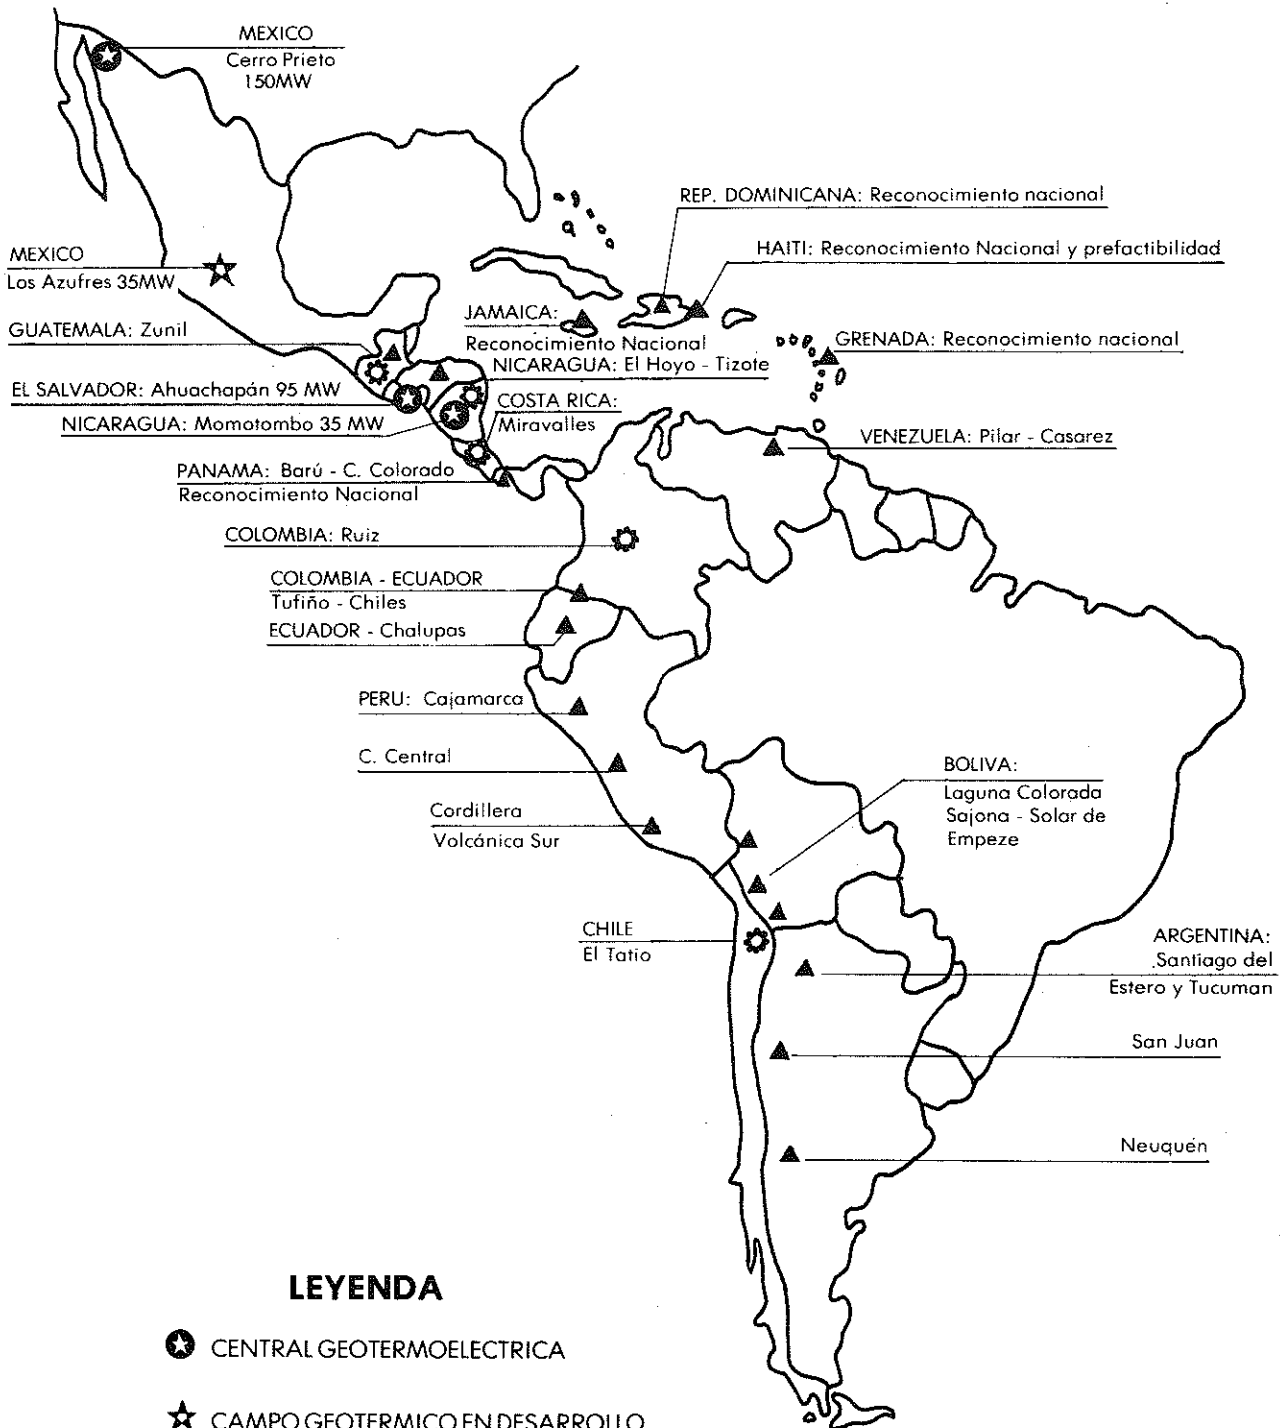 MEXICO
Cerro Prieto
150MW
REP. DOMINICANA: Reconocimiento nacional
MEXICO
Los Azufres 35MW
HAITI: Reconocimiento Nacional y prefactibilidad
JAMAICA:
Reconocimiento Nacional
GUATEMALA: Zunil
GRENADA: Reconocimiento nacional
NICARAGUA: El Hoyo - Tizote
EL SALVADOR: Ahuachapán 95 MW
COSTA RICA:
Miravalles
NICARAGUA: Momotombo 35 MW
VENEZUELA: Pilar - Casarez
PANAMA: Barú - C. Colorado
Reconocimiento Nacional
COLOMBIA: Ruiz
COLOMBIA - ECUADOR
Tufiño - Chiles
ECUADOR - Chalupas
PERU: Cajamarca
C. Central
BOLIVA:
Laguna Colorada
Sajona - Solar de
Empeze
Cordillera
Volcánica Sur
CHILE
El Tatio
ARGENTINA:
Santiago del
Estero y Tucuman
San Juan
Neuquén
LEYENDA
CENTRAL GEOTERMOELECTRICA
CAMPO GEOTERMICO EN DESARROLLO